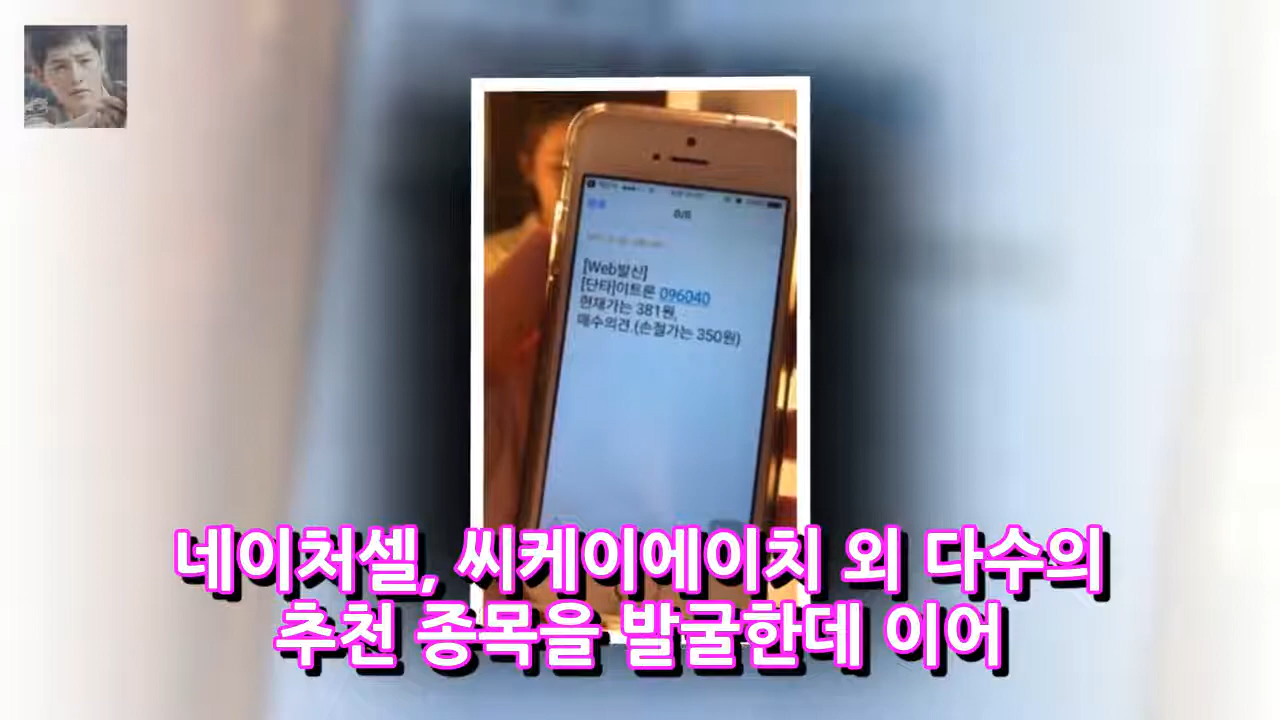 8/8
[Web발신]
[단타]이트론 096040
현재가는 381원,
매수의견.(손절가는 350원)
네이처셀, 씨케이에이치 외 다수의
추천 종목을 발굴한데 이어